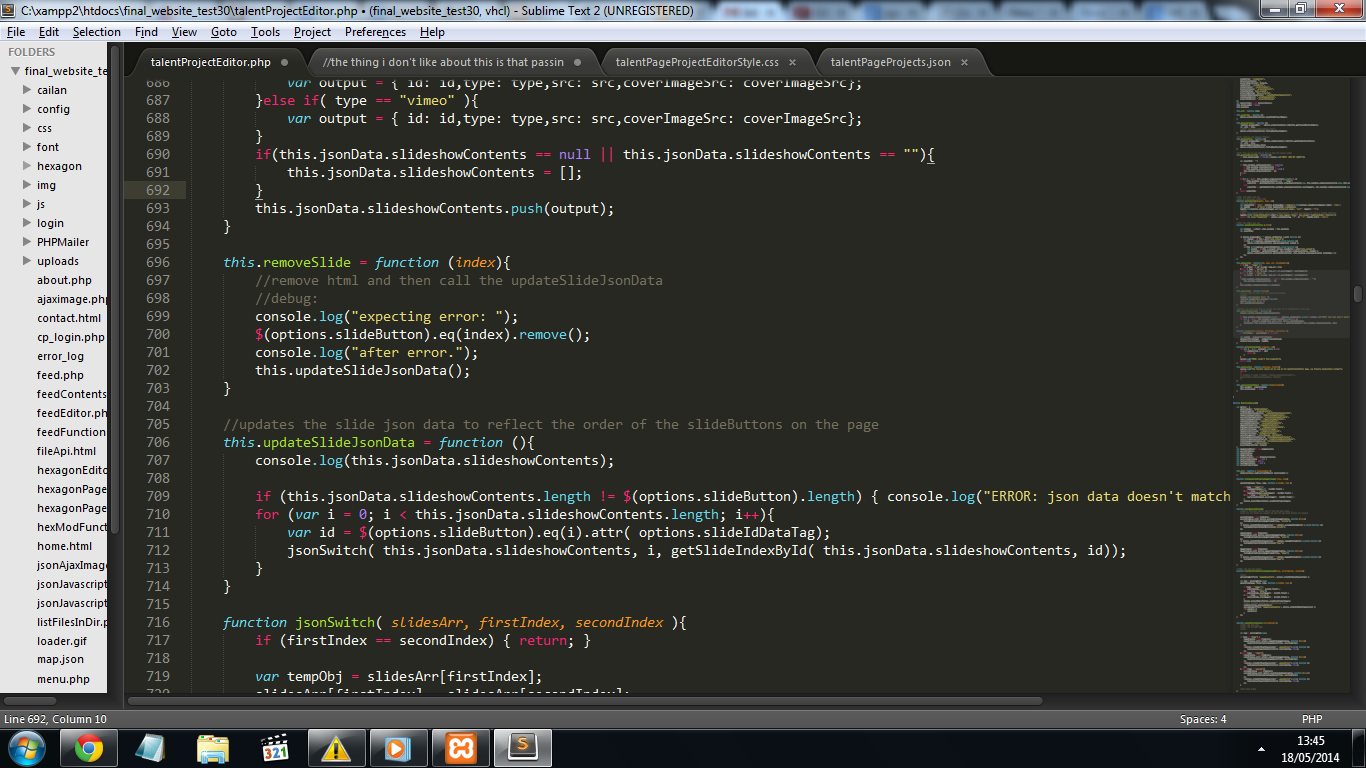 C:\xampp2\htdocs\final_website_test30\talentProjectEditor.php • (final_website_test30, vhcl) - Sublime Text 2 (UNREGISTERED)
File Edit Selection Find View Goto Tools Project Preferences Help
FOLDERS
final_website_te
cailan
config
css
font
hexagon
img
js
login
PHPMailer
uploads
about.php
ajaximage.php
contact.html
cp_login.php
error_log
feed.php
feedContents
feedEditor.ph
feedFunction
fileApi.html
hexagonEdito
hexagonPage
hexagonPage
hexModFunct
home.html
jsonAjaxImage
jsonJavascript
jsonJavascript
listFilesInDir.p
loader.gif
map.json
menu.php
talentProjectEditor.php //the thing i don't like about this is that passin talentPageProjectEditorStyle.css talentPageProjects.json
686 var output = { id: id,type: type,src: src,coverImageSrc: coverImageSrc};
687 }else if( type == "vimeo" ){
688 var output = { id: id,type: type,src: src,coverImageSrc: coverImageSrc};
689 }
690 if(this.jsonData.slideshowContents == null || this.jsonData.slideshowContents == ""){
691 this.jsonData.slideshowContents = [];
692 }
693 this.jsonData.slideshowContents.push(output);
694 }
695
696 this.removeSlide = function (index){
697 //remove html and then call the updateSlideJsonData
698 //debug:
699 console.log("expecting error: ");
700 $(options.slideButton).eq(index).remove();
701 console.log("after error.");
702 this.updateSlideJsonData();
703 }
704
705 //updates the slide json data to reflect the order of the slideButtons on the page
706 this.updateSlideJsonData = function (){
707 console.log(this.jsonData.slideshowContents);
708
709 if (this.jsonData.slideshowContents.length != $(options.slideButton).length) { console.log("ERROR: json data doesn't match
710 for (var i = 0; i < this.jsonData.slideshowContents.length; i++){
711 var id = $(options.slideButton).eq(i).attr( options.slideIdDataTag);
712 jsonSwitch( this.jsonData.slideshowContents, i, getSlideIndexById( this.jsonData.slideshowContents, id));
713 }
714 }
715
716 function jsonSwitch( slidesArr, firstIndex, secondIndex ){
717 if (firstIndex == secondIndex) { return; }
718
719 var tempObj = slidesArr[firstIndex];
720 slidesArr[firstIndex] = slidesArr[secondIndex];
Line 692, Column 10 Spaces: 4 PHP
321
13:45
18/05/2014